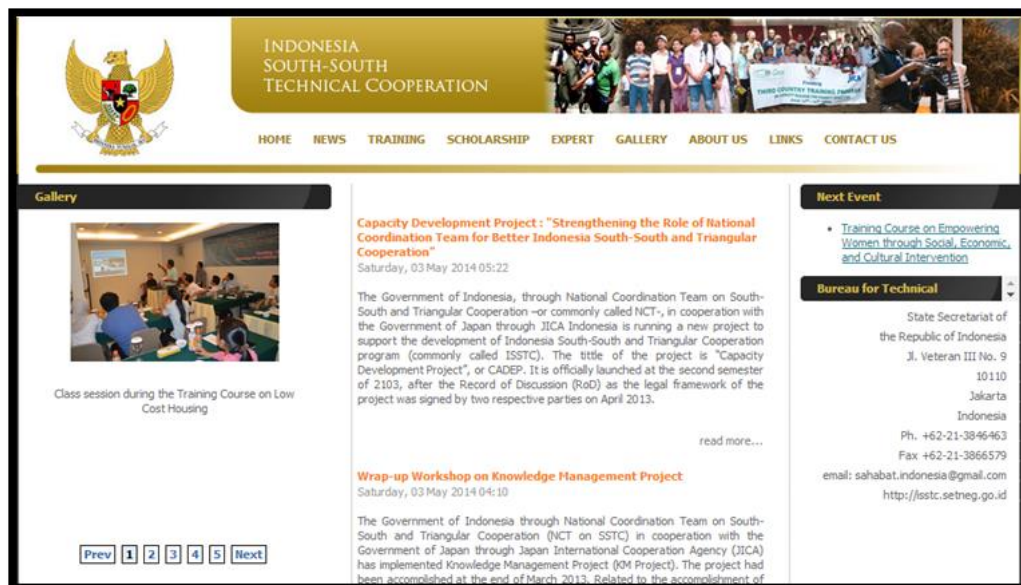 INDONESIA
SOUTH-SOUTH
TECHNICAL COOPERATION
THIRD COUNTRY TRAINING PROGRAM
JICA
HOME NEWS TRAINING SCHOLARSHIP EXPERT GALLERY ABOUT US LINKS CONTACT US
Gallery
Class session during the Training Course on Low
Cost Housing
Prev 1 2 3 4 5 Next
Capacity Development Project : "Strengthening the Role of National
Coordination Team for Better Indonesia South-South and Triangular
Cooperation"
Saturday, 03 May 2014 05:22
The Government of Indonesia, through National Coordination Team on South-
South and Triangular Cooperation –or commonly called NCT-, in cooperation with
the Government of Japan through JICA Indonesia is running a new project to
support the development of Indonesia South-South and Triangular Cooperation
program (commonly called ISSTC). The tittle of the project is "Capacity
Development Project", or CADEP. It is officially launched at the second semester
of 2103, after the Record of Discussion (RoD) as the legal framework of the
project was signed by two respective parties on April 2013.
read more...
Wrap-up Workshop on Knowledge Management Project
Saturday, 03 May 2014 04:10
The Government of Indonesia through National Coordination Team on South-
South and Triangular Cooperation (NCT on SSTC) in cooperation with the
Government of Japan through Japan International Cooperation Agency (JICA)
has implemented Knowledge Management Project (KM Project). The project had
been accomplished at the end of March 2013. Related to the accomplishment of
Next Event
Training Course on Empowering
Women through Social, Economic,
and Cultural Intervention
Bureau for Technical
State Secretariat of
the Republic of Indonesia
Jl. Veteran III No. 9
10110
Jakarta
Indonesia
Ph. +62-21-3846463
Fax +62-21-3866579
email: sahabat.indonesia@gmail.com
http://isstc.setneg.go.id